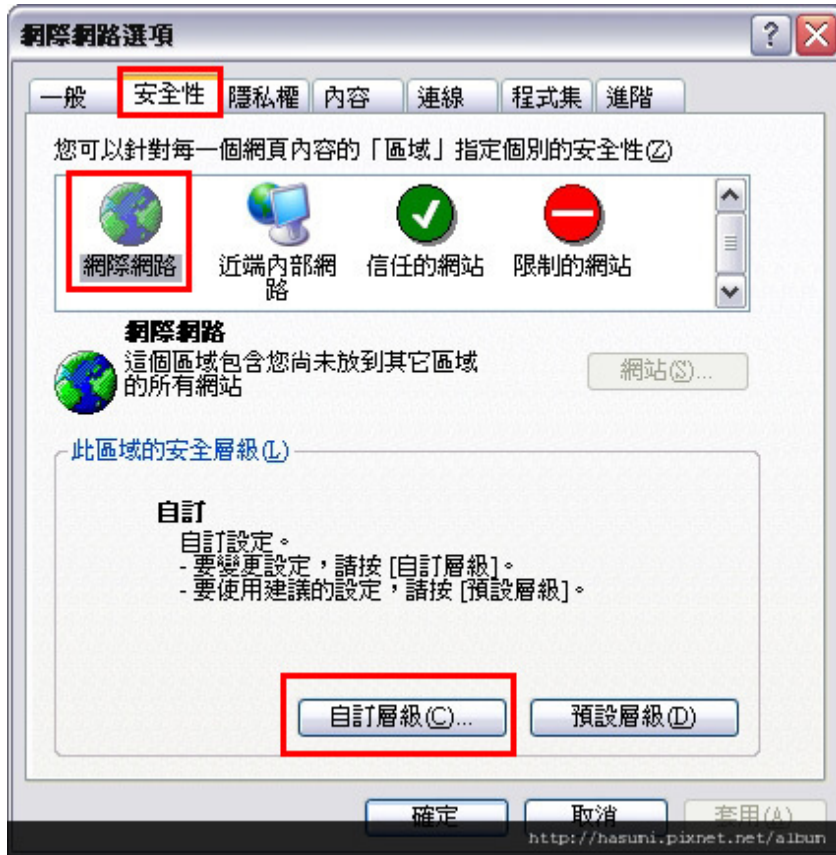 網際網路選項
一般 安全性 隱私權 內容 連線 程式集 進階
您可以針對每一個網頁內容的「區域」指定個別的安全性(Z)
網際網路 近端內部網路 信任的網站 限制的網站
網際網路
這個區域包含您尚未放到其它區域
的所有網站
網站(S)...
此區域的安全層級(L)
自訂
自訂設定。
- 要變更設定，請按 [自訂層級]。
- 要使用建議的設定，請按 [預設層級]。
自訂層級(C)... 預設層級(D)
確定 取消 套用(A)
http://hasuni.pixnet.net/album